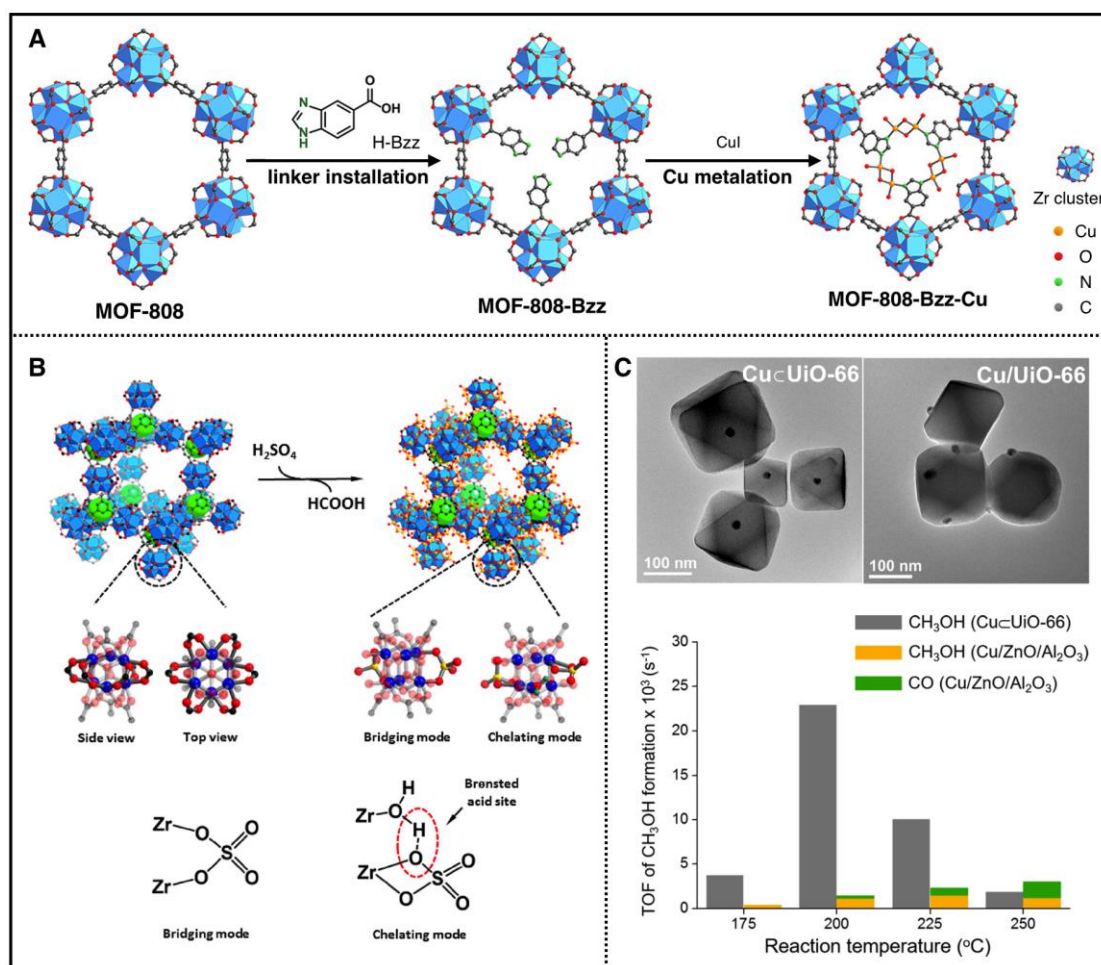 A
N
N
H
O
OH
H-Bzz
linker installation
CuI
Cu metalation
Zr cluster
Cu
O
N
C
MOF-808
MOF-808-Bzz
MOF-808-Bzz-Cu
B
H₂SO₄
HCOOH
Side view
Top view
Bridging mode
Chelating mode
Brønsted
acid site
Zr
O
S
O
O
Zr
O
Bridging mode
H
Zr
O
H
O
O
Zr
S
O
O
Chelating mode
C
Cu⊂UiO-66
Cu/UiO-66
100 nm
100 nm
CH₃OH (Cu⊂UiO-66)
CH₃OH (Cu/ZnO/Al₂O₃)
CO (Cu/ZnO/Al₂O₃)
TOF of CH₃OH formation x 10³ (s⁻¹)
30
25
20
15
10
5
0
175
200
225
250
Reaction temperature (°C)